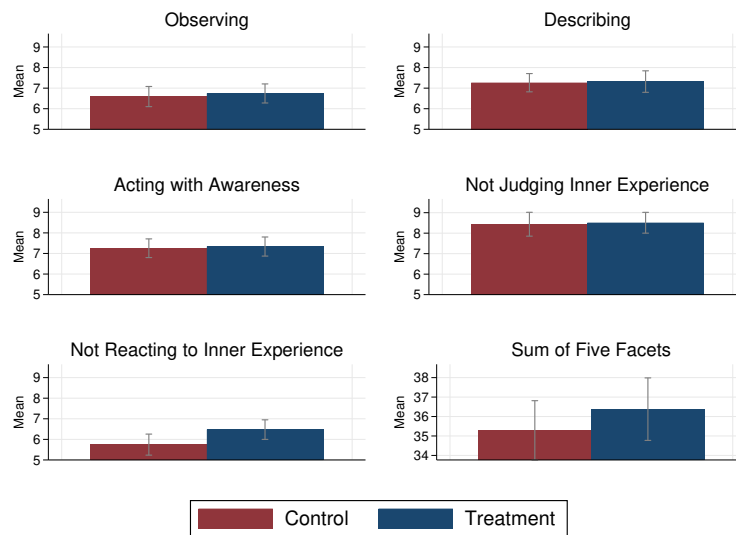 Observing
Describing
Mean
9
8
7
6
5
Mean
9
8
7
6
5
Acting with Awareness
Not Judging Inner Experience
Mean
9
8
7
6
5
Mean
9
8
7
6
5
Not Reacting to Inner Experience
Sum of Five Facets
Mean
9
8
7
6
5
Mean
38
37
36
35
34
Control
Treatment